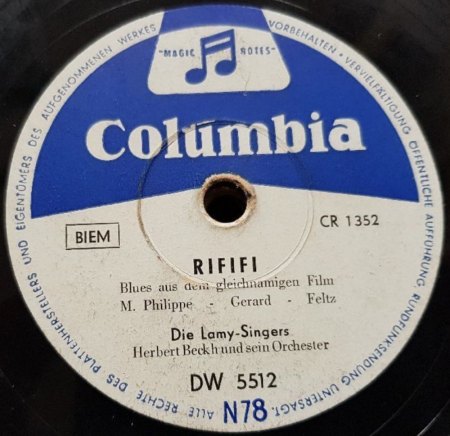 "MAGIC NOTES"
Columbia
BIEM
CR 1352
RIFIFI
Blues aus dem gleichnamigen Film
M. Philippe - Gerard - Feltz
Die Lamy-Singers
Herbert Beckh und sein Orchester
DW 5512
N78
ALLE RECHTE DES PLATTENHERSTELLERS UND EIGENTÜMERS DES AUFGENOMMENEN WERKES VORBEHALTEN • VERVIELFÄLTIGUNG ÖFFENTLICHE AUFFÜHRUNG RUNDFUNKSENDUNG UNTERSAGT.